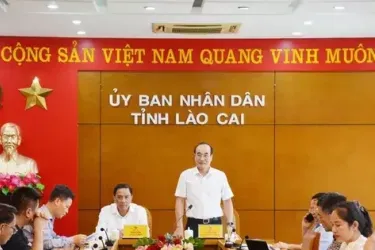 CỘNG SẢN VIỆT NAM QUANG VINH MUÔN
ỦY BAN NHÂN DÂN
TỈNH LÀO CAI